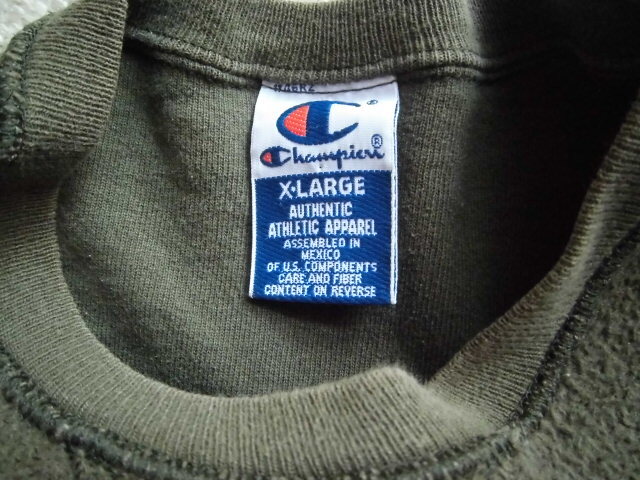 Champion®
X-LARGE
AUTHENTIC
ATHLETIC APPAREL
ASSEMBLED IN
MEXICO
OF U.S. COMPONENTS
CARE AND FIBER
CONTENT ON REVERSE